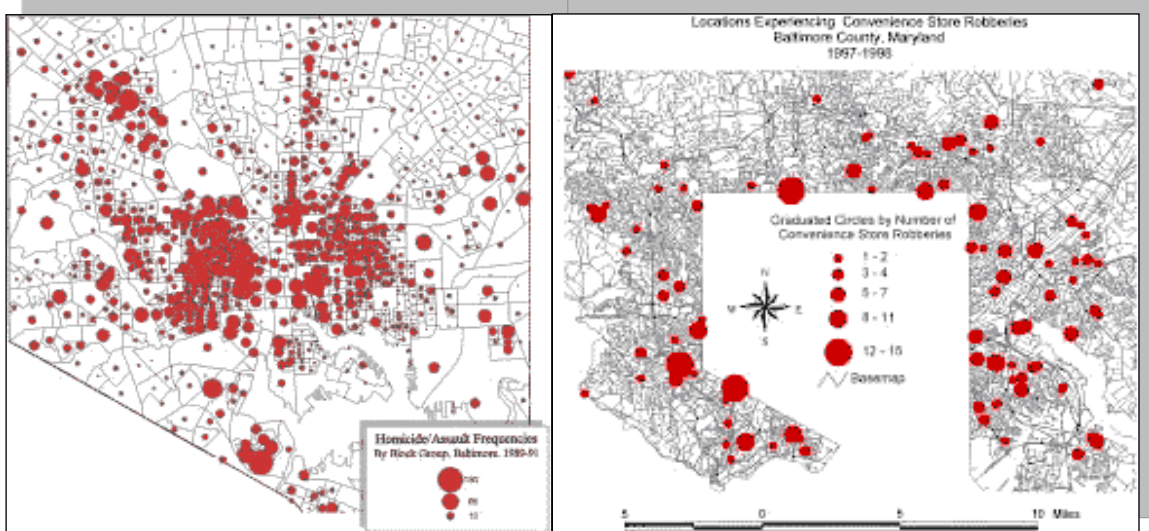 Homicide/Assault Frequencies
By Block Group, Baltimore, 1989-91
10
Locations Experiencing Convenience Store Robberies
Baltimore County, Maryland
1997-1998
Graduated Circles by Number of
Convenience Store Robberies
1 - 2
3 - 4
5 - 7
8 - 11
12 - 15
Basemap
N
W
E
S
5
0
5
10 Miles